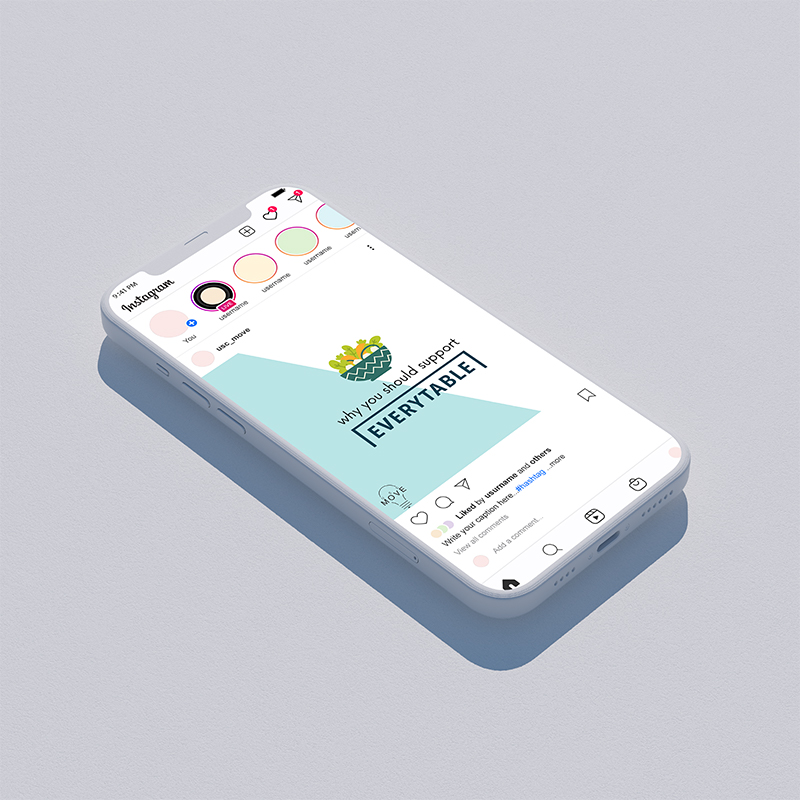 9:41 PM
Instagram
You
LIVE
username
username
username
usern
usc_move
why you should support
EVERYTABLE
MOVE
Liked by usurname and others
Write your caption here...#hashtag ...more
View all comments
Add a comment...